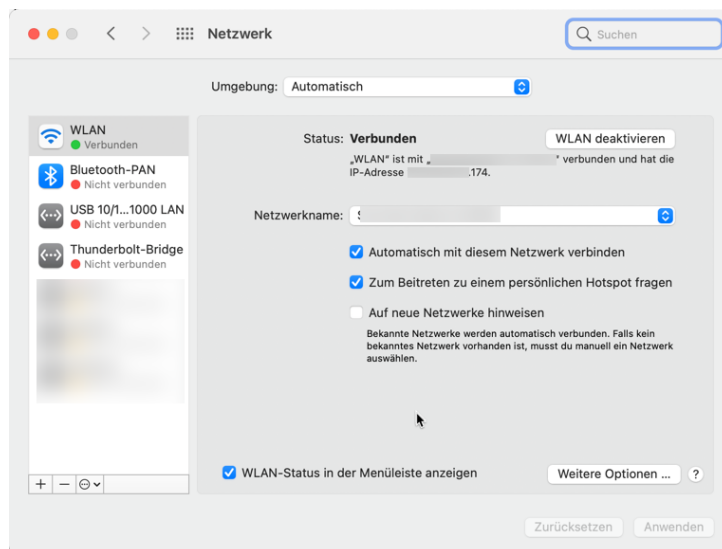 Netzwerk
Suchen
Umgebung: Automatisch
WLAN
Verbunden
Bluetooth-PAN
Nicht verbunden
USB 10/1...1000 LAN
Nicht verbunden
Thunderbolt-Bridge
Nicht verbunden
Status: Verbunden
WLAN deaktivieren
„WLAN“ ist mit „ “ verbunden und hat die
IP-Adresse .174.
Netzwerkname:
Automatisch mit diesem Netzwerk verbinden
Zum Beitreten zu einem persönlichen Hotspot fragen
Auf neue Netzwerke hinweisen
Bekannte Netzwerke werden automatisch verbunden. Falls kein
bekanntes Netzwerk vorhanden ist, musst du manuell ein Netzwerk
auswählen.
WLAN-Status in der Menüleiste anzeigen
Weitere Optionen ...
?
Zurücksetzen
Anwenden